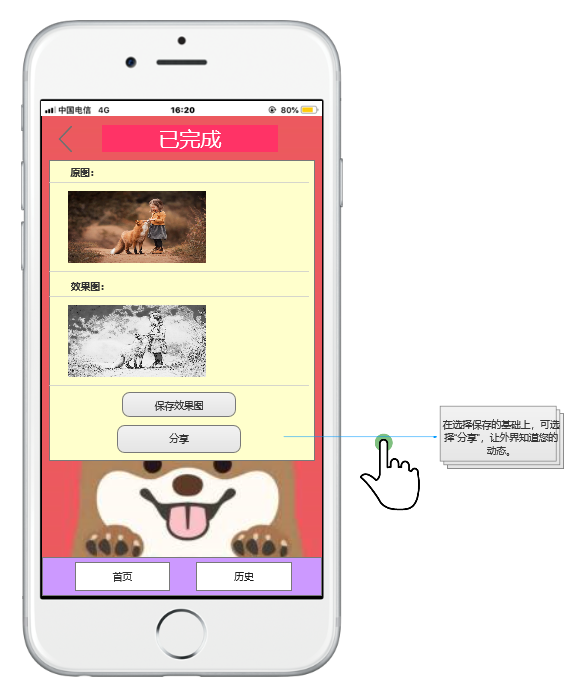 中国电信 4G 16:20 80%
已完成
原图：
效果图：
保存效果图
分享
在选择保存的基础上，可选
择“分享”，让外界知道您的
动态。
首页 历史